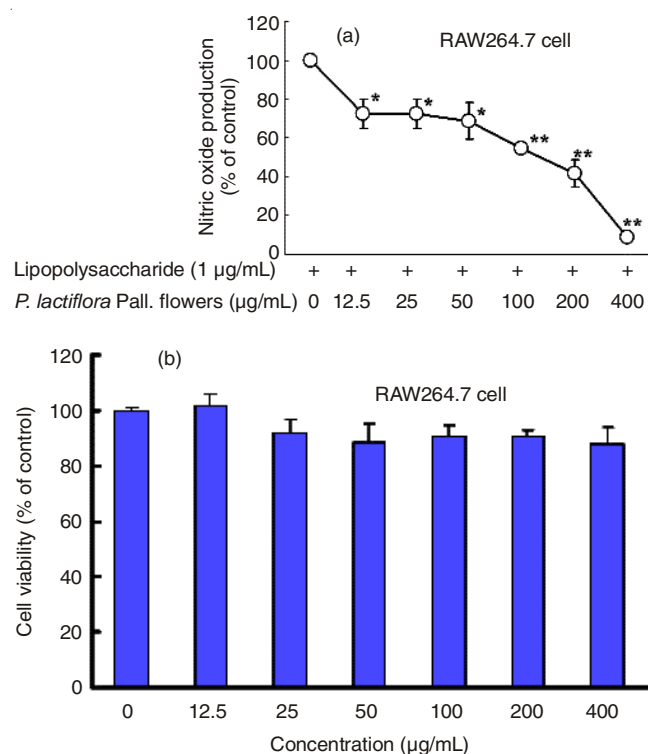 120
(a)
RAW264.7 cell
100
80
60
40
20
0
Nitric oxide production
(% of control)
*
*
*
**
**
**
Lipopolysaccharide (1 µg/mL) + + + + + + +
P. lactiflora Pall. flowers (µg/mL) 0 12.5 25 50 100 200 400
120
(b)
RAW264.7 cell
100
80
60
40
20
0
Cell viability (% of control)
0 12.5 25 50 100 200 400
Concentration (µg/mL)